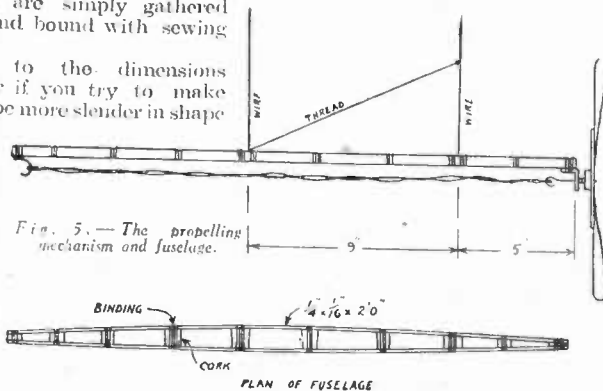 are simply gathered
nd bound with sewing
to the dimensions
if you try to make
be more slender in shape
WIRE
THREAD
WIRE
Fig. 5.—The propelling
mechanism and fuselage.
9"
5"
BINDING
1/4" x 1/16" x 2'0"
CORK
PLAN OF FUSELAGE